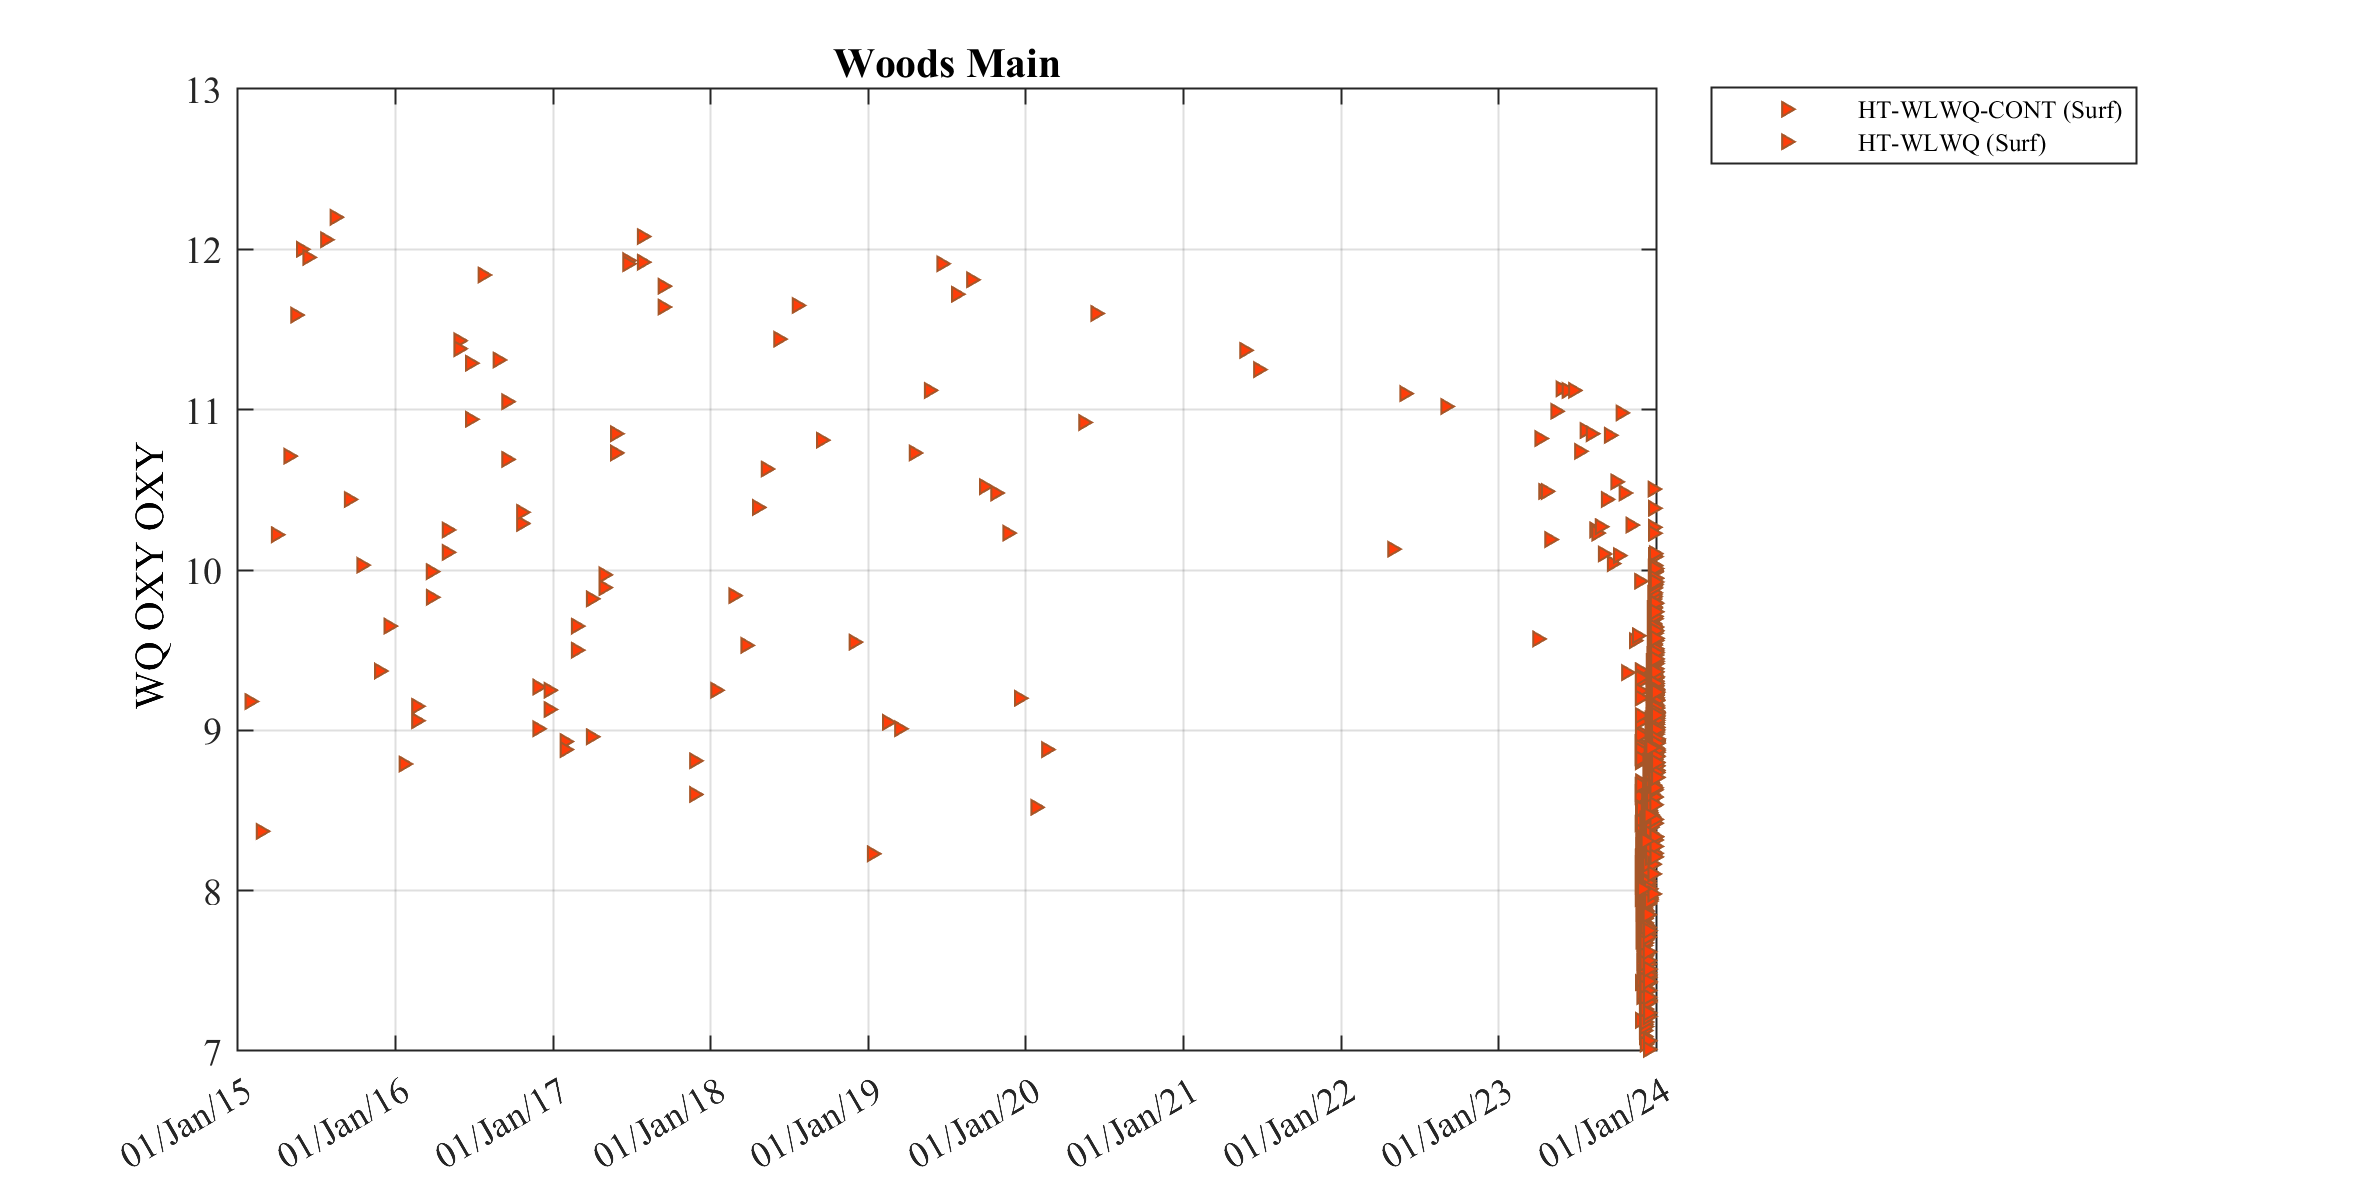 Woods Main
HT-WLWQ-CONT (Surf)
HT-WLWQ (Surf)
WQ OXY OXY
13
12
11
10
9
8
7
01/Jan/15
01/Jan/16
01/Jan/17
01/Jan/18
01/Jan/19
01/Jan/20
01/Jan/21
01/Jan/22
01/Jan/23
01/Jan/24